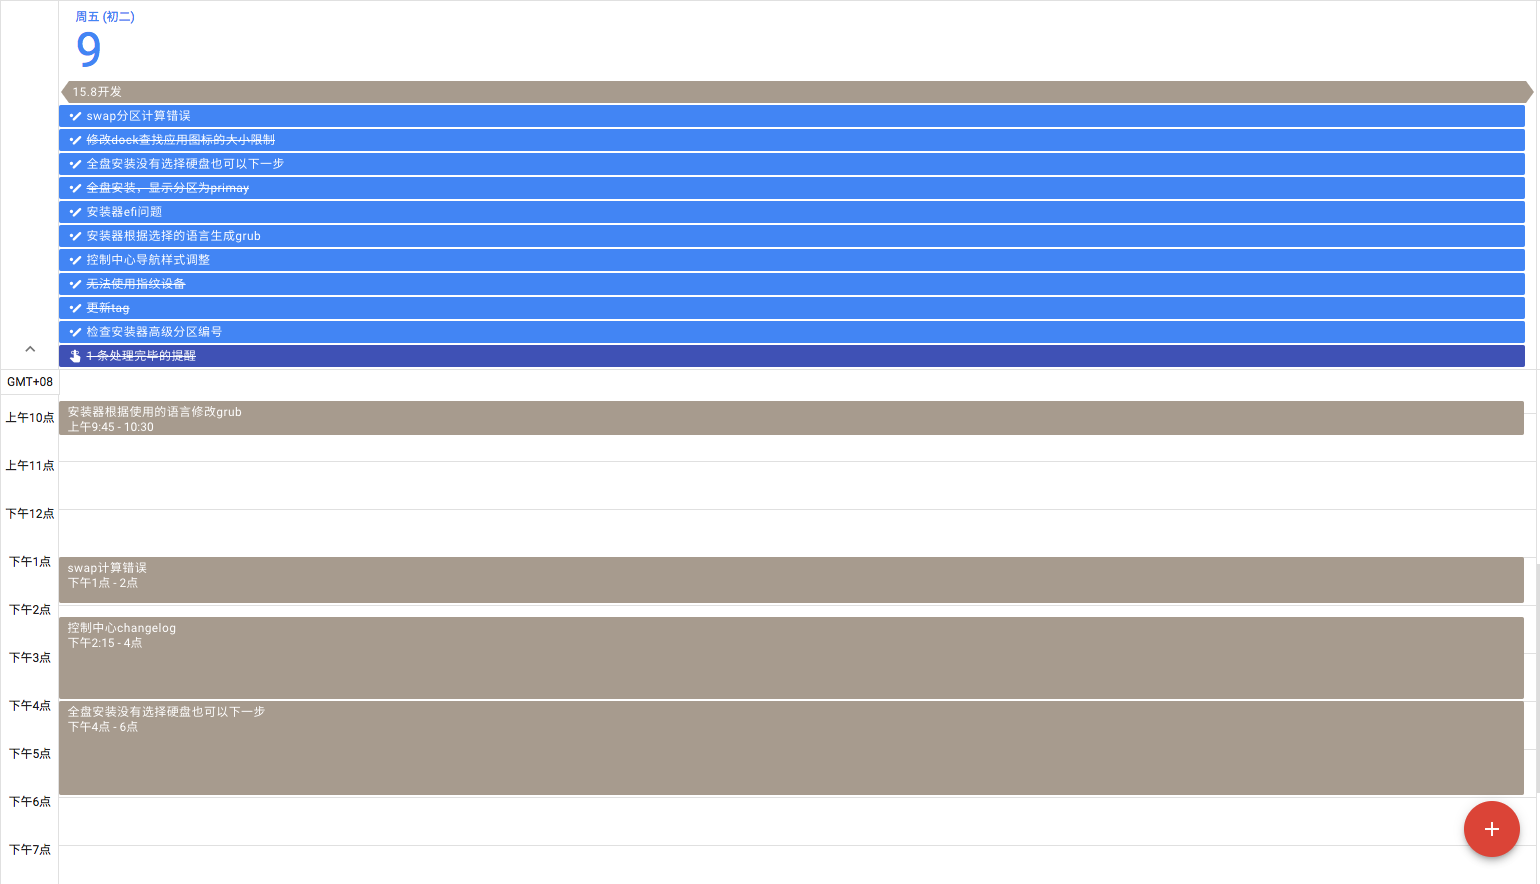 周五 (初二)
9
15.8开发
swap分区计算错误
修改dock查找应用图标的大小限制
全盘安装没有选择硬盘也可以下一步
全盘安装，显示分区为primay
安装器efi问题
安装器根据选择的语言生成grub
控制中心导航样式调整
无法使用指纹设备
更新tag
检查安装器高级分区编号
1 条处理完毕的提醒
GMT+08
上午10点
安装器根据使用的语言修改grub
上午9:45 - 10:30
上午11点
下午12点
下午1点
swap计算错误
下午1点 - 2点
下午2点
控制中心changelog
下午2:15 - 4点
下午3点
下午4点
全盘安装没有选择硬盘也可以下一步
下午4点 - 6点
下午5点
下午6点
下午7点